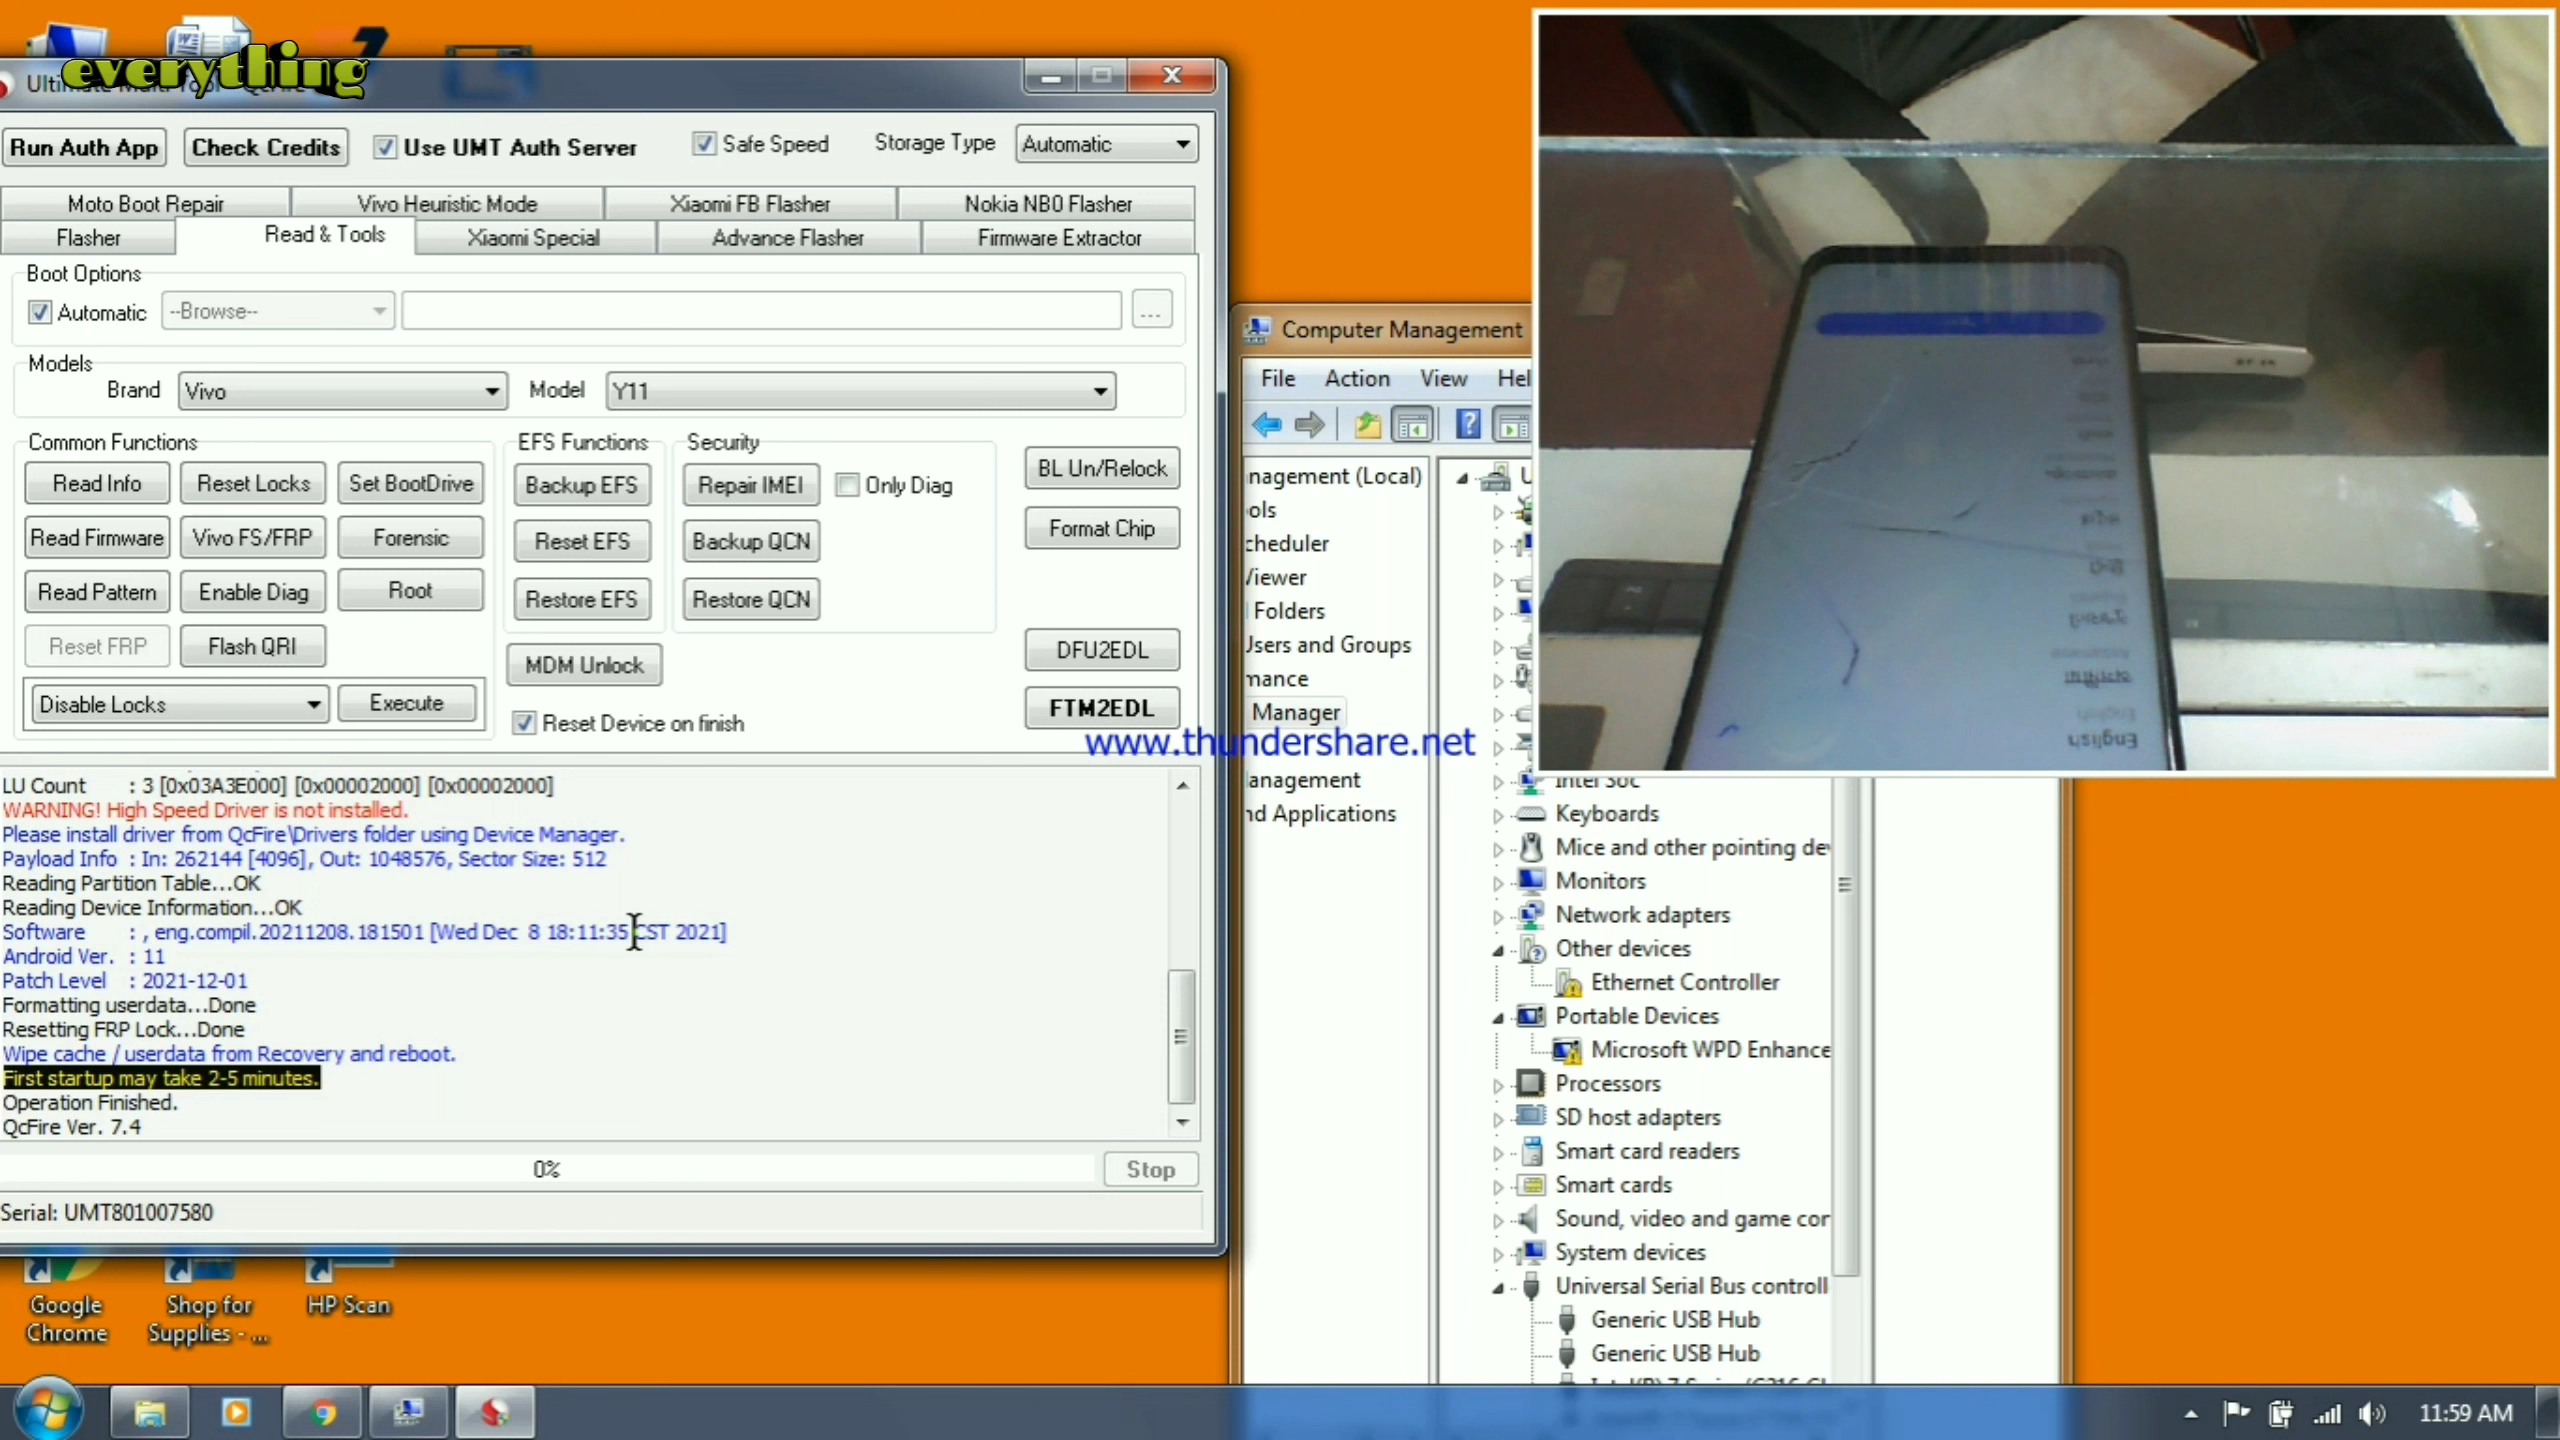 everything
Ultim
Run Auth App
Check Credits
Use UMT Auth Server
Safe Speed
Storage Type
Automatic
Moto Boot Repair
Vivo Heuristic Mode
Xiaomi FB Flasher
Nokia NB0 Flasher
Flasher
Read & Tools
Xiaomi Special
Advance Flasher
Firmware Extractor
Boot Options
Automatic
--Browse--
...
Models
Brand
Vivo
Model
Y11
Common Functions
EFS Functions
Security
Read Info
Reset Locks
Set BootDrive
Backup EFS
Repair IMEI
Only Diag
BL Un/Relock
Read Firmware
Vivo FS/FRP
Forensic
Reset EFS
Backup QCN
Format Chip
Read Pattern
Enable Diag
Root
Restore EFS
Restore QCN
Reset FRP
Flash QRI
MDM Unlock
DFU2EDL
Disable Locks
Execute
Reset Device on finish
FTM2EDL
www.thundershare.net
LU Count : 3 [0x03A3E000] [0x00002000] [0x00002000]
WARNING! High Speed Driver is not installed.
Please install driver from QcFire\Drivers folder using Device Manager.
Payload Info : In: 262144 [4096], Out: 1048576, Sector Size: 512
Reading Partition Table...OK
Reading Device Information...OK
Software : , eng.compil.20211208.181501 [Wed Dec 8 18:11:35 CST 2021]
Android Ver. : 11
Patch Level : 2021-12-01
Formatting userdata...Done
Resetting FRP Lock...Done
Wipe cache / userdata from Recovery and reboot.
First startup may take 2-5 minutes.
Operation Finished.
QcFire Ver. 7.4
0%
Stop
Serial: UMT801007580
Computer Management
File Action View Hel
nagement (Local)
ols
cheduler
Viewer
Folders
Users and Groups
mance
Manager
anagement
nd Applications
U
Intel Soc
Keyboards
Mice and other pointing de
Monitors
Network adapters
Other devices
Ethernet Controller
Portable Devices
Microsoft WPD Enhance
Processors
SD host adapters
Smart card readers
Smart cards
Sound, video and game cor
System devices
Universal Serial Bus controll
Generic USB Hub
Generic USB Hub
English
English
Google
Chrome
Shop for
Supplies - ...
HP Scan
11:59 AM